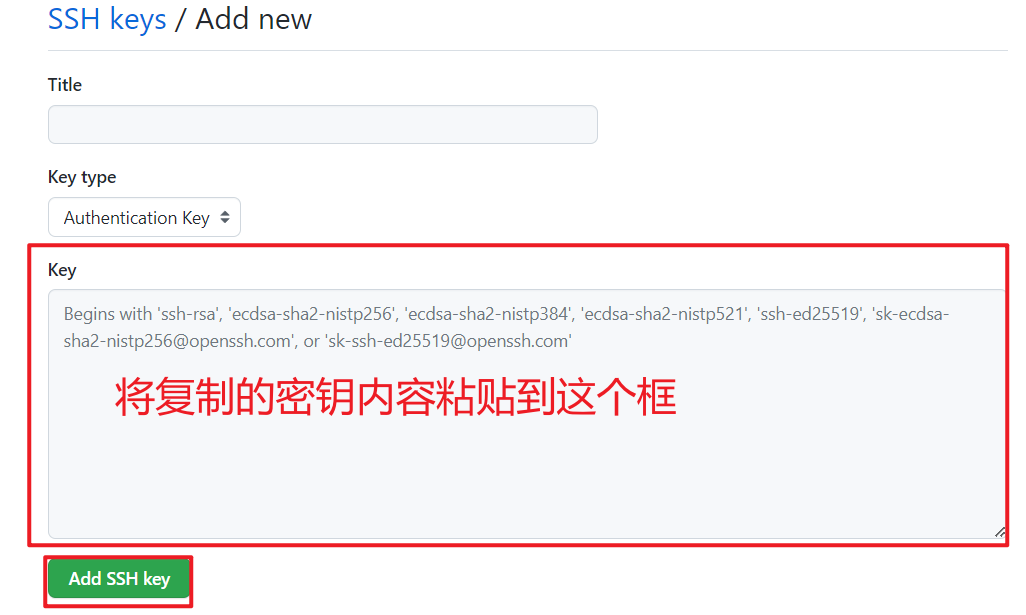 SSH keys / Add new
Title
Key type
Authentication Key
Key
Begins with 'ssh-rsa', 'ecdsa-sha2-nistp256', 'ecdsa-sha2-nistp384', 'ecdsa-sha2-nistp521', 'ssh-ed25519', 'sk-ecdsa-
sha2-nistp256@openssh.com', or 'sk-ssh-ed25519@openssh.com'
将复制的密钥内容粘贴到这个框
Add SSH key